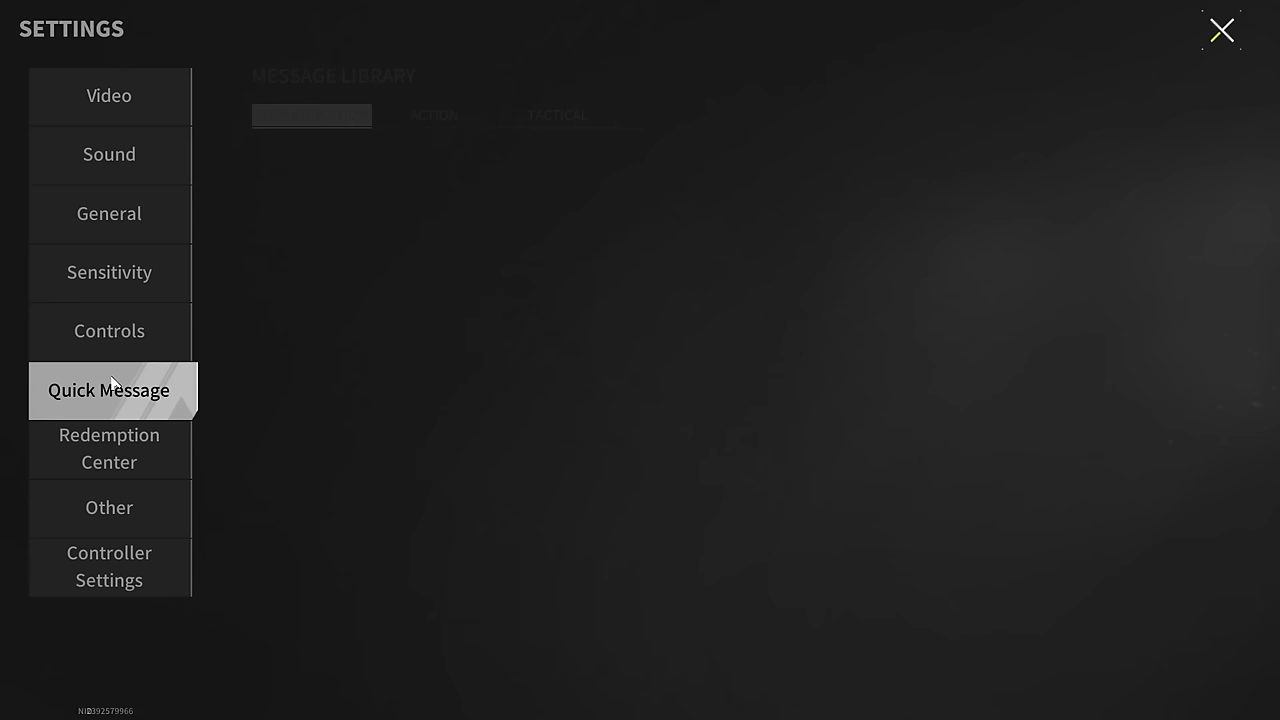 SETTINGS
Video
Sound
General
Sensitivity
Controls
Quick Message
Redemption
Center
Other
Controller
Settings
MESSAGE LIBRARY
ACTION
TACTICAL